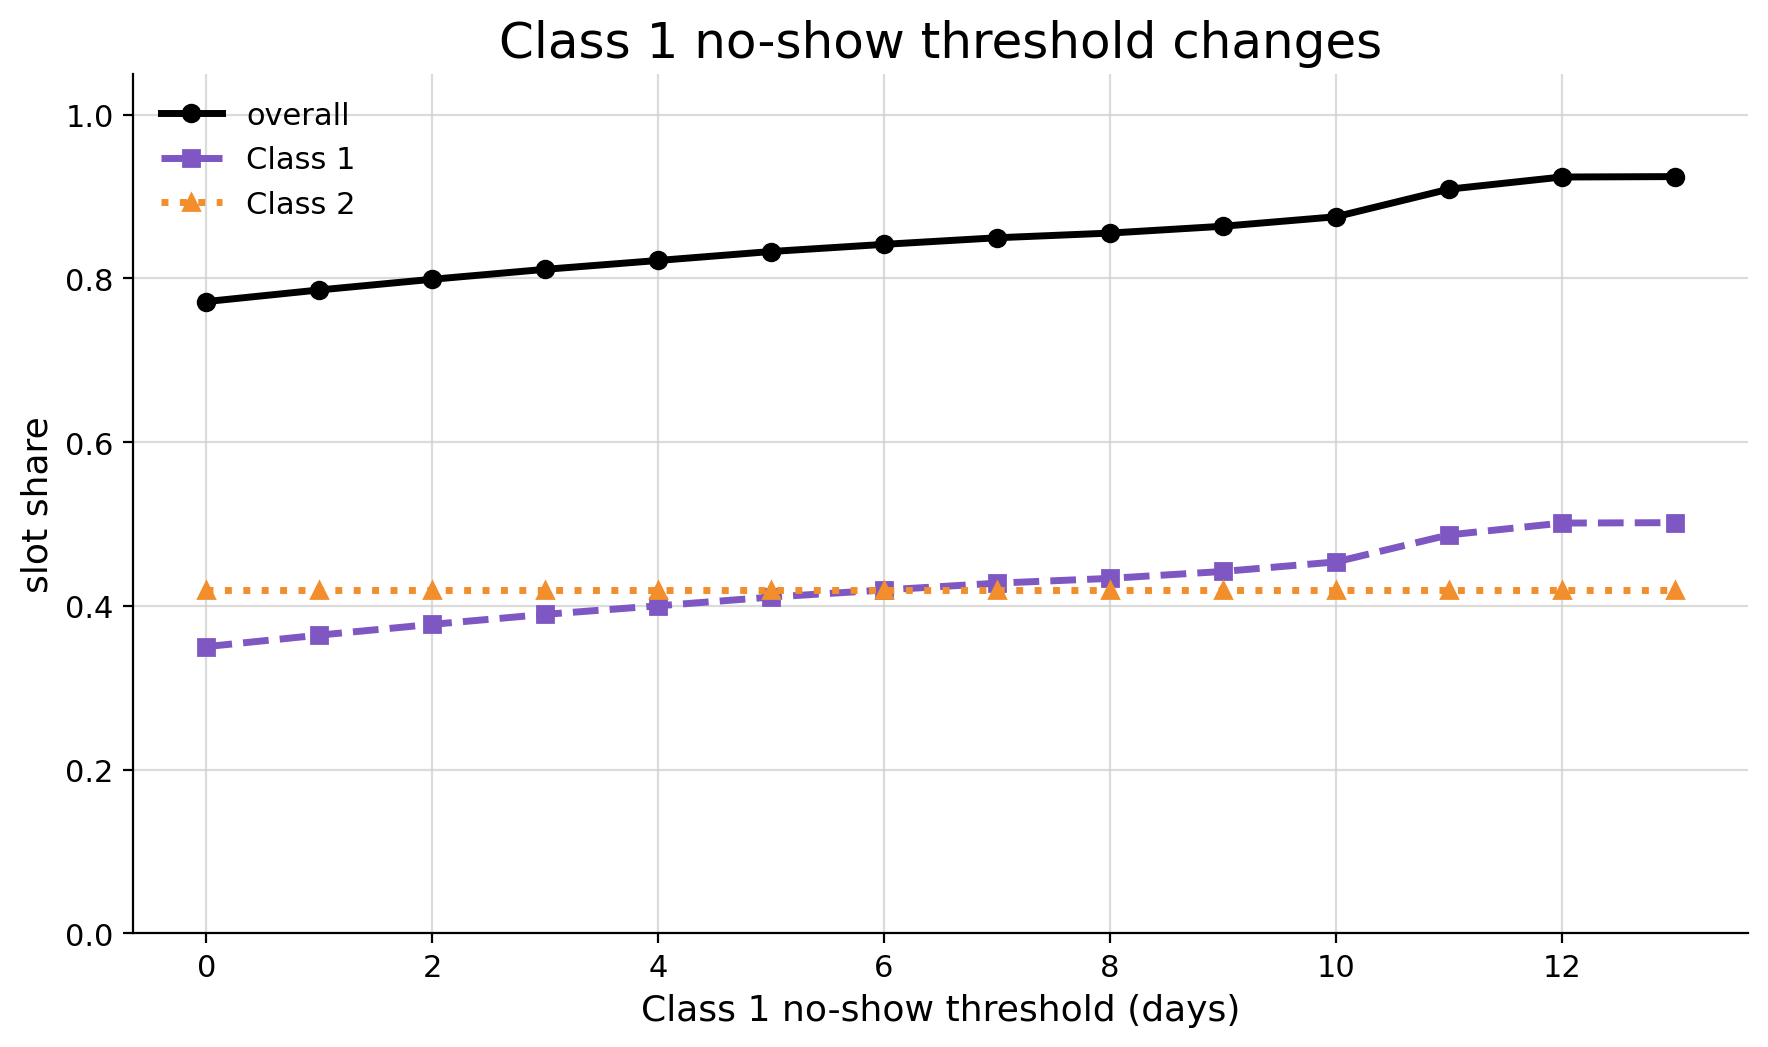 Class 1 no-show threshold changes
overall
Class 1
Class 2
slot share
1.0
0.8
0.6
0.4
0.2
0.0
0 2 4 6 8 10 12
Class 1 no-show threshold (days)